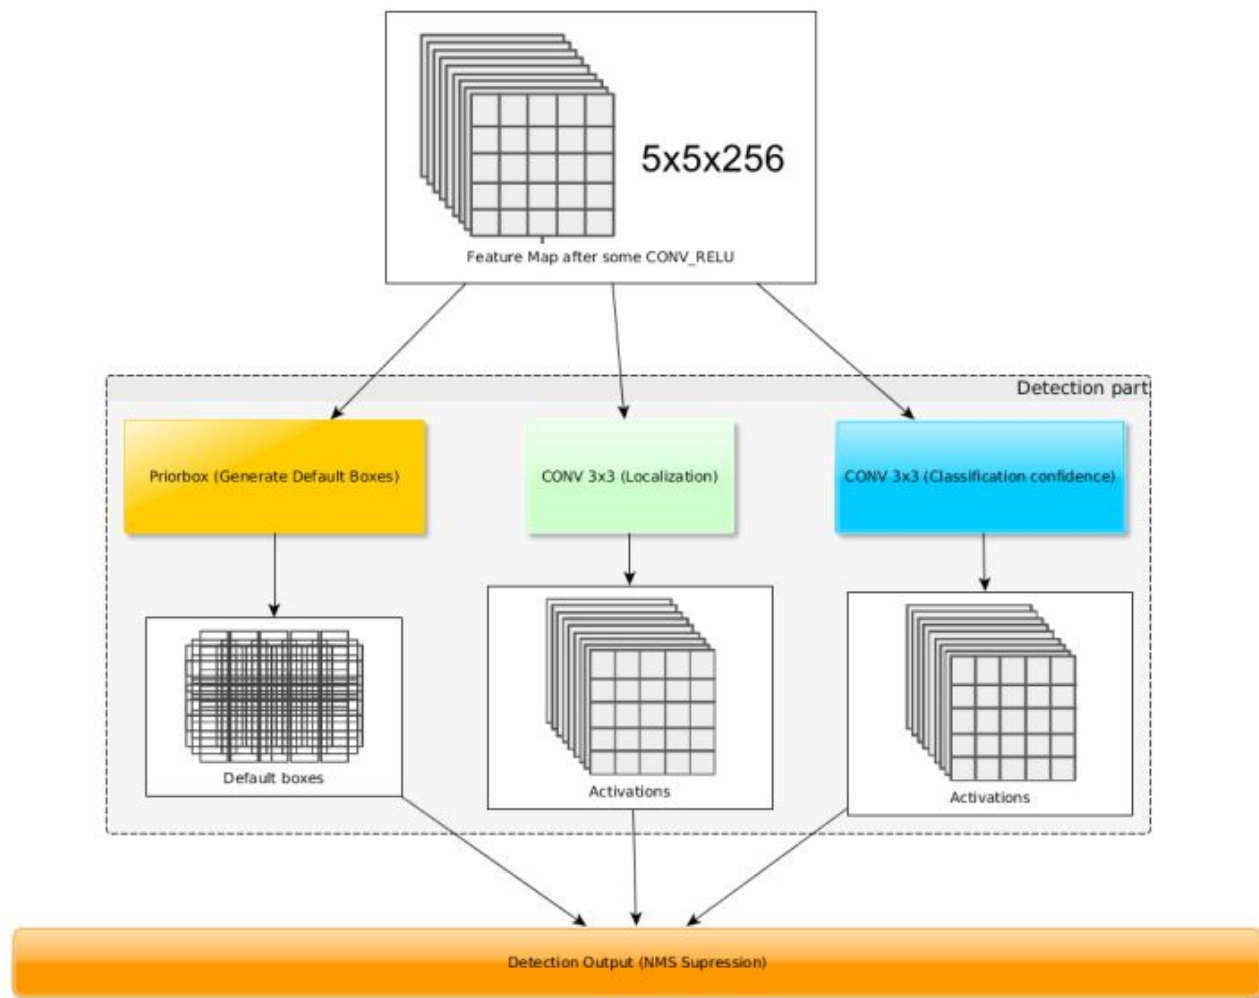 5x5x256
Feature Map after some CONV_RELU
Detection part
Priorbox (Generate Default Boxes)
CONV 3x3 (Localization)
CONV 3x3 (Classification confidence)
Default boxes
Activations
Activations
Detection Output (NMS Supression)